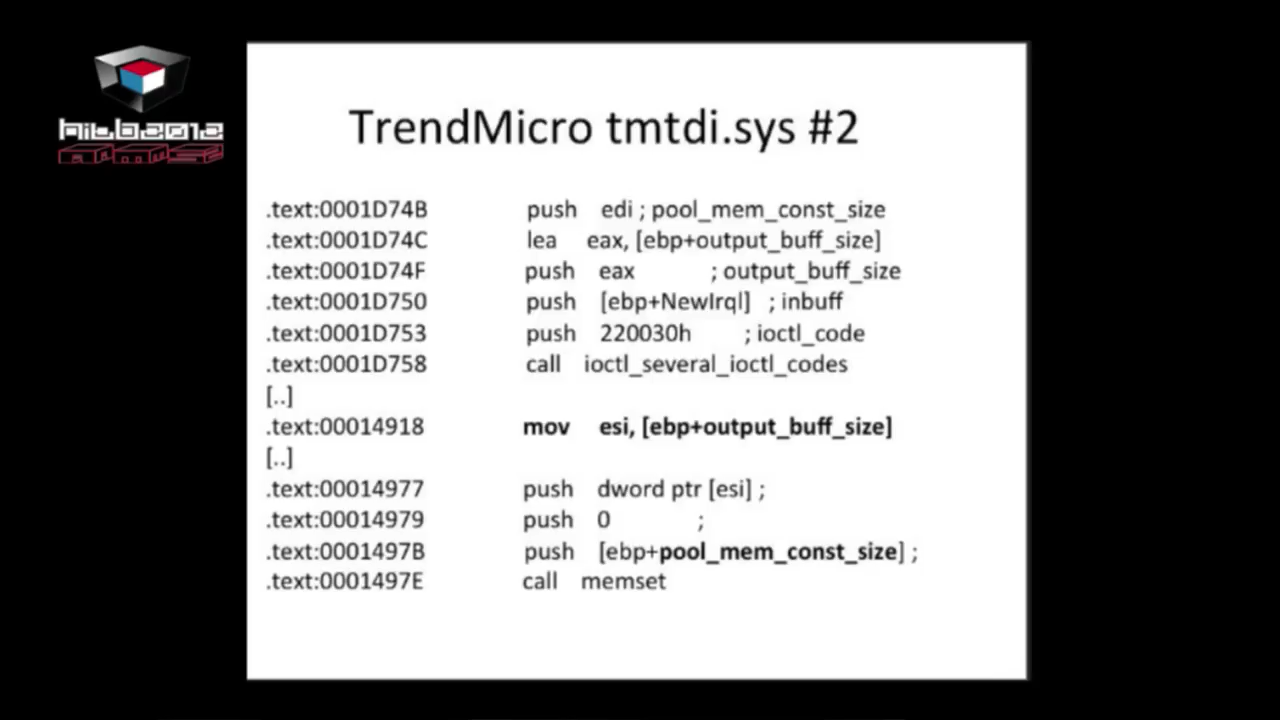 hitb2012
ams
TrendMicro tmtdi.sys #2
.text:0001D74B push edi ; pool_mem_const_size
.text:0001D74C lea eax, [ebp+output_buff_size]
.text:0001D74F push eax ; output_buff_size
.text:0001D750 push [ebp+NewIrql] ; inbuff
.text:0001D753 push 220030h ; ioctl_code
.text:0001D758 call ioctl_several_ioctl_codes
[..]
.text:00014918 mov esi, [ebp+output_buff_size]
[..]
.text:00014977 push dword ptr [esi] ;
.text:00014979 push 0 ;
.text:0001497B push [ebp+pool_mem_const_size] ;
.text:0001497E call memset